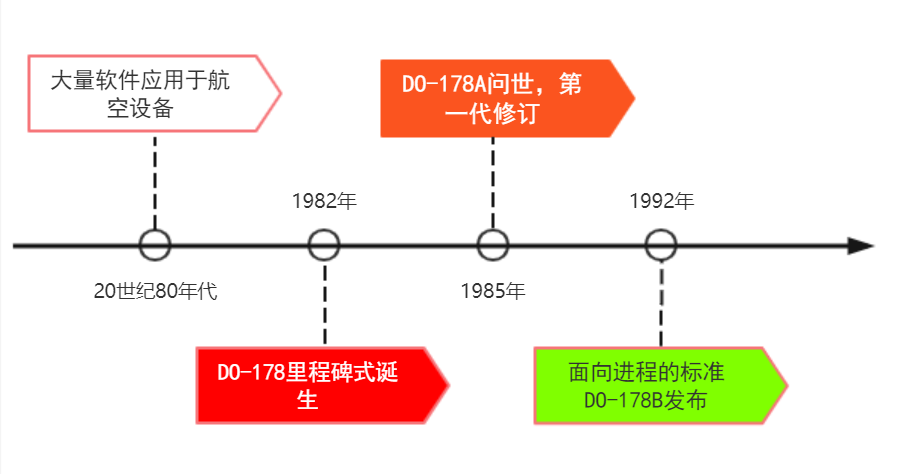 大量软件应用于航
空设备
DO-178A问世，第
一代修订
1982年
1992年
20世纪80年代
1985年
DO-178里程碑式诞
生
面向进程的标准
DO-178B发布